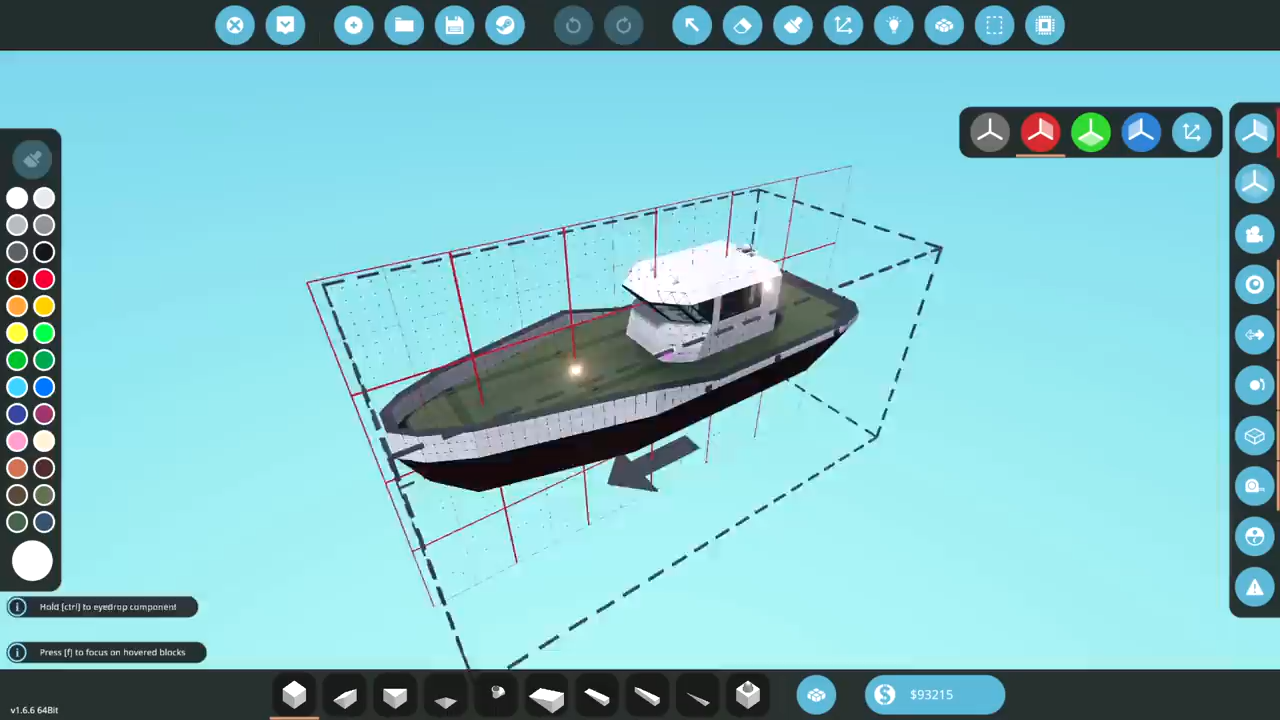 Hold [ctrl] to eyedrop component
Press [f] to focus on hovered blocks
v1.6.6 64Bit
$93215